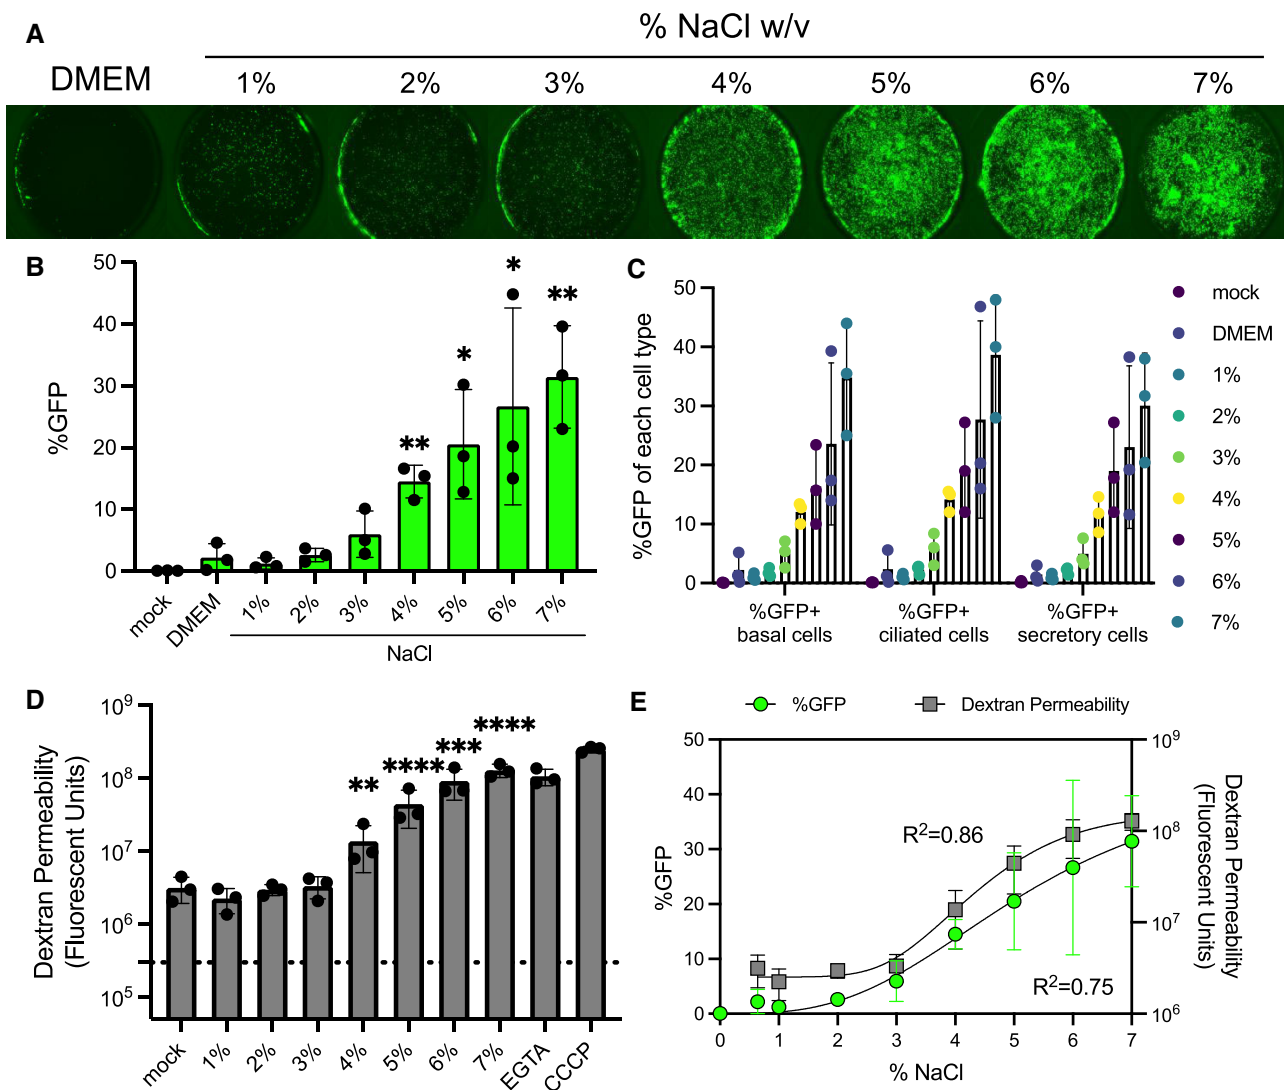 A
% NaCl w/v
DMEM 1% 2% 3% 4% 5% 6% 7%
B
%GFP
50
40
30
20
10
0
* ** * **
mock DMEM 1% 2% 3% 4% 5% 6% 7%
NaCl
C
%GFP of each cell type
50
40
30
20
10
0
%GFP+ basal cells
%GFP+ ciliated cells
%GFP+ secretory cells
mock
DMEM
1%
2%
3%
4%
5%
6%
7%
D
Dextran Permeability
(Fluorescent Units)
10⁹
10⁸
10⁷
10⁶
10⁵
** **** *** ****
mock 1% 2% 3% 4% 5% 6% 7% EGTA CCCP
E
%GFP Dextran Permeability
%GFP
50
40
30
20
10
0
R²=0.86
R²=0.75
0 1 2 3 4 5 6 7
% NaCl
10⁹
10⁸
10⁷
10⁶
Dextran Permeability
(Fluorescent Units)